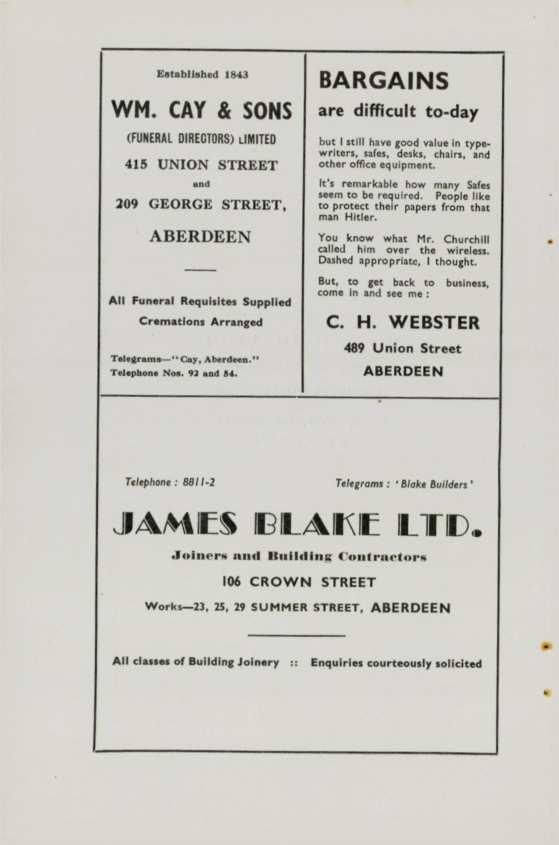 Established 1843
WM. CAY & SONS
(FUNERAL DIRECTORS) LIMITED
415 UNION STREET
and
209 GEORGE STREET,
ABERDEEN
All Funeral Requisites Supplied
Cremations Arranged
Telegrams—"Cay, Aberdeen."
Telephone Nos. 92 and 84.
BARGAINS
are difficult to-day
but I still have good value in type-
writers, safes, desks, chairs, and
other office equipment.
It's remarkable how many Safes
seem to be required. People like
to protect their papers from that
man Hitler.
You know what Mr. Churchill
called him over the wireless.
Dashed appropriate, I thought.
But, to get back to business,
come in and see me :
C. H. WEBSTER
489 Union Street
ABERDEEN
Telephone : 8811-2 Telegrams : 'Blake Builders'
JAMES BLAKE LTD.
Joiners and Building Contractors
106 CROWN STREET
Works—23, 25, 29 SUMMER STREET, ABERDEEN
All classes of Building Joinery :: Enquiries courteously solicited